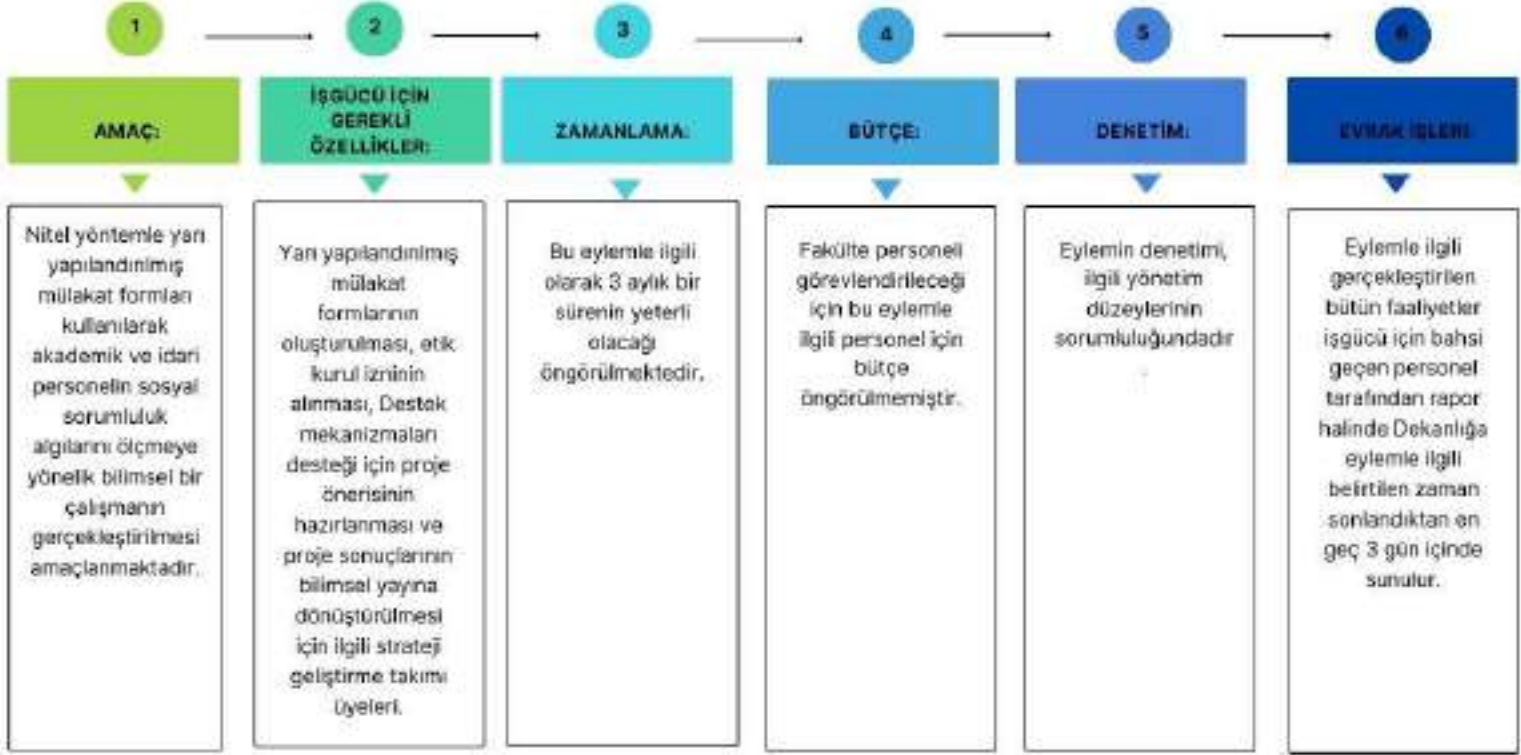 1
2
3
4
5
6
AMAÇ:
İŞGÜCÜ İÇİN
GEREKLİ
ÖZELLİKLER:
ZAMANLAMA:
BÜTÇE:
DENETİM:
EVRAK İŞLERİ:
Nitel yöntemle yarı
yapılandırılmış
mülakat formları
kullanılarak
akademik ve idari
personelin sosyal
sorumluluk
algılarını ölçmeye
yönelik bilimsel bir
çalışmanın
gerçekleştirilmesi
amaçlanmaktadır.
Yarı yapılandırılmış
mülakat
formlarının
oluşturulması, etik
kurul izninin
alınması, Destek
mekanizmaları
desteği için proje
önerisinin
hazırlanması ve
proje sonuçlarının
bilimsel yayına
dönüştürülmesi
için ilgili strateji
geliştirme takımı
üyeleri.
Bu eylemle ilgili
olarak 3 aylık bir
sürenin yeterli
olacağı
öngörülmektedir.
Fakülte personeli
görevlendirileceği
için bu eylemle
ilgili personel için
bütçe
öngörülmemiştir.
Eylemin denetimi,
ilgili yönetim
düzeylerinin
sorumluluğundadır
.
Eylemle ilgili
gerçekleştirilen
bütün faaliyetler
işgücü için bahsi
geçen personel
tarafından rapor
halinde Dekanlığa
eylemle ilgili
belirtilen zaman
sonlandıktan en
geç 3 gün içinde
sunulur.